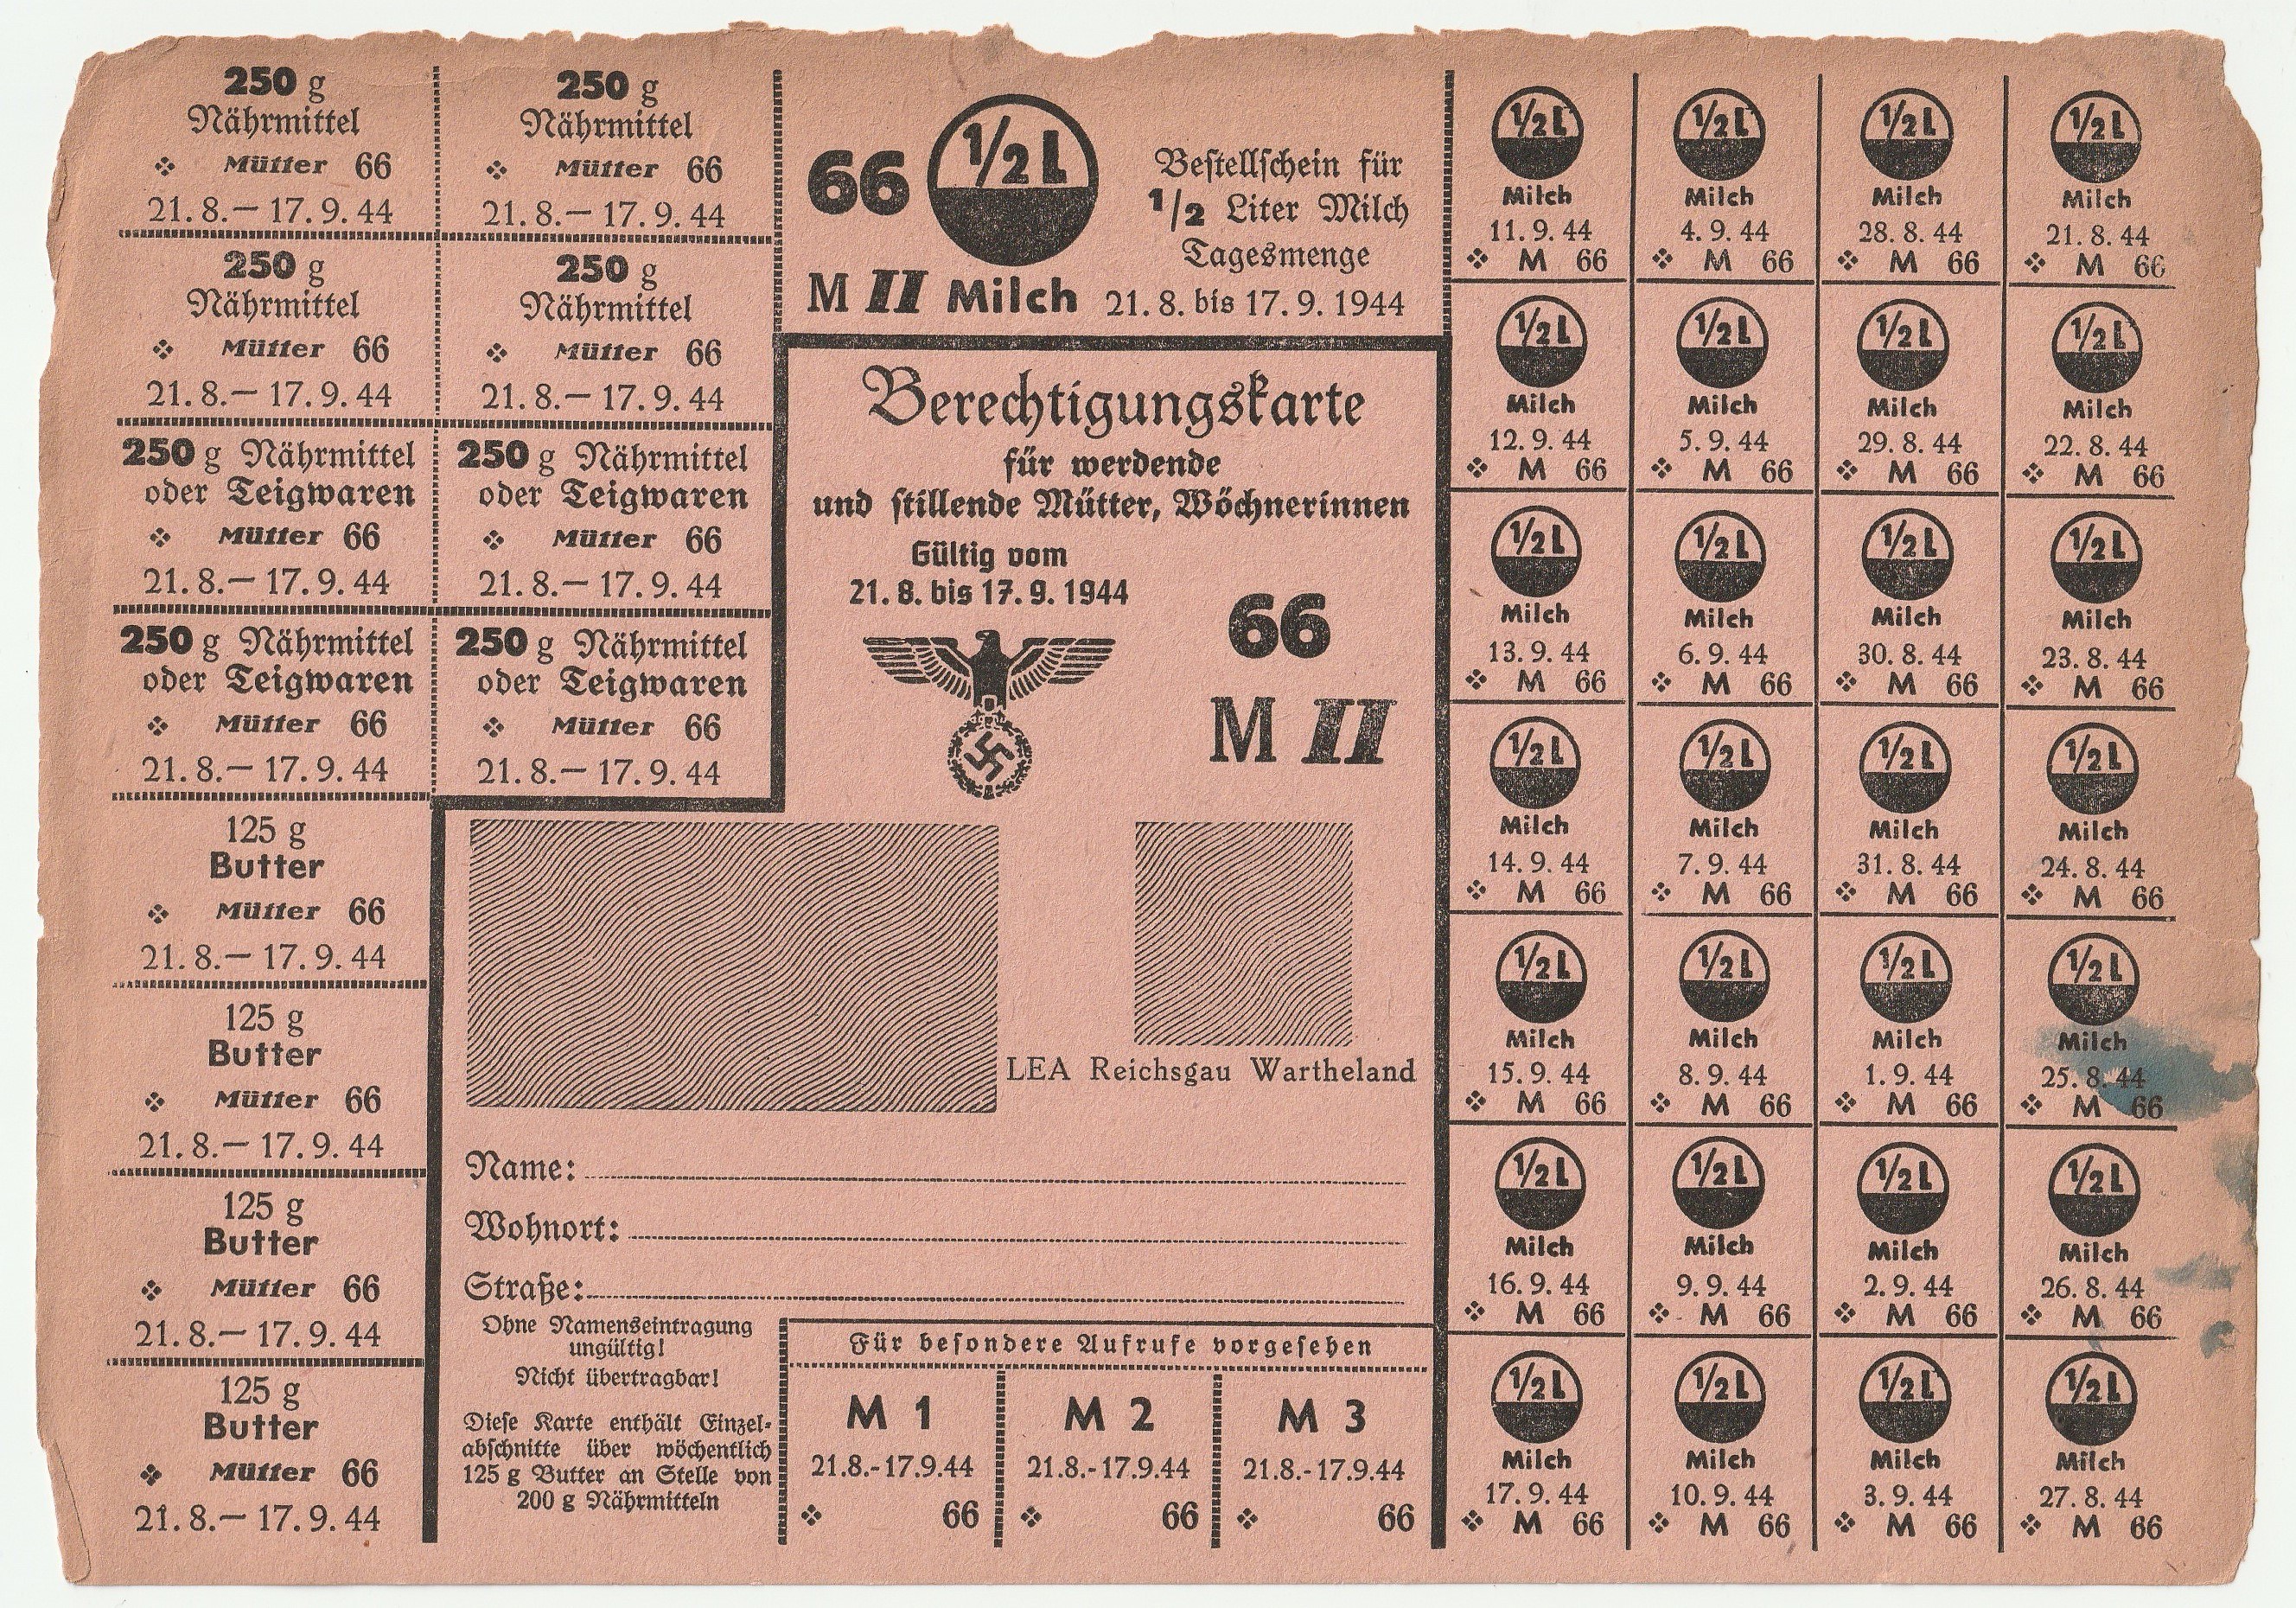 250 g
Nährmittel
Mütter 66
21. 8. – 17. 9. 44
250 g
Nährmittel
Mütter 66
21. 8. – 17. 9. 44
250 g
Nährmittel
Mütter 66
21. 8. – 17. 9. 44
250 g
Nährmittel
Mütter 66
21. 8. – 17. 9. 44
250 g Nährmittel
oder Teigwaren
Mütter 66
21. 8. – 17. 9. 44
250 g Nährmittel
oder Teigwaren
Mütter 66
21. 8. – 17. 9. 44
250 g Nährmittel
oder Teigwaren
Mütter 66
21. 8. – 17. 9. 44
250 g Nährmittel
oder Teigwaren
Mütter 66
21. 8. – 17. 9. 44
125 g
Butter
Mütter 66
21. 8. – 17. 9. 44
125 g
Butter
Mütter 66
21. 8. – 17. 9. 44
125 g
Butter
Mütter 66
21. 8. – 17. 9. 44
125 g
Butter
Mütter 66
21. 8. – 17. 9. 44
66 1/2 l
M II Milch
Bestellschein für
1/2 Liter Milch
Tagesmenge
21. 8. bis 17. 9. 1944
Berechtigungskarte
für werdende
und stillende Mütter, Wöchnerinnen
Gültig vom
21. 8. bis 17. 9. 1944
66
M II
LEA Reichsgau Wartheland
Name:
Wohnort:
Straße:
Ohne Namenseintragung
ungültig!
Nicht übertragbar!
Diese Karte enthält Einzel-
abschnitte über wöchentlich
125 g Butter an Stelle von
200 g Nährmitteln
Für besondere Aufrufe vorgesehen
M 1
21.8.-17.9.44
66
M 2
21.8.-17.9.44
66
M 3
21.8.-17.9.44
66
1/2 l
Milch
11. 9. 44
M 66
1/2 l
Milch
4. 9. 44
M 66
1/2 l
Milch
28. 8. 44
M 66
1/2 l
Milch
21. 8. 44
M 66
1/2 l
Milch
12. 9. 44
M 66
1/2 l
Milch
5. 9. 44
M 66
1/2 l
Milch
29. 8. 44
M 66
1/2 l
Milch
22. 8. 44
M 66
1/2 l
Milch
13. 9. 44
M 66
1/2 l
Milch
6. 9. 44
M 66
1/2 l
Milch
30. 8. 44
M 66
1/2 l
Milch
23. 8. 44
M 66
1/2 l
Milch
14. 9. 44
M 66
1/2 l
Milch
7. 9. 44
M 66
1/2 l
Milch
31. 8. 44
M 66
1/2 l
Milch
24. 8. 44
M 66
1/2 l
Milch
15. 9. 44
M 66
1/2 l
Milch
8. 9. 44
M 66
1/2 l
Milch
1. 9. 44
M 66
1/2 l
Milch
25. 8. 44
M 66
1/2 l
Milch
16. 9. 44
M 66
1/2 l
Milch
9. 9. 44
M 66
1/2 l
Milch
2. 9. 44
M 66
1/2 l
Milch
26. 8. 44
M 66
1/2 l
Milch
17. 9. 44
M 66
1/2 l
Milch
10. 9. 44
M 66
1/2 l
Milch
3. 9. 44
M 66
1/2 l
Milch
27. 8. 44
M 66